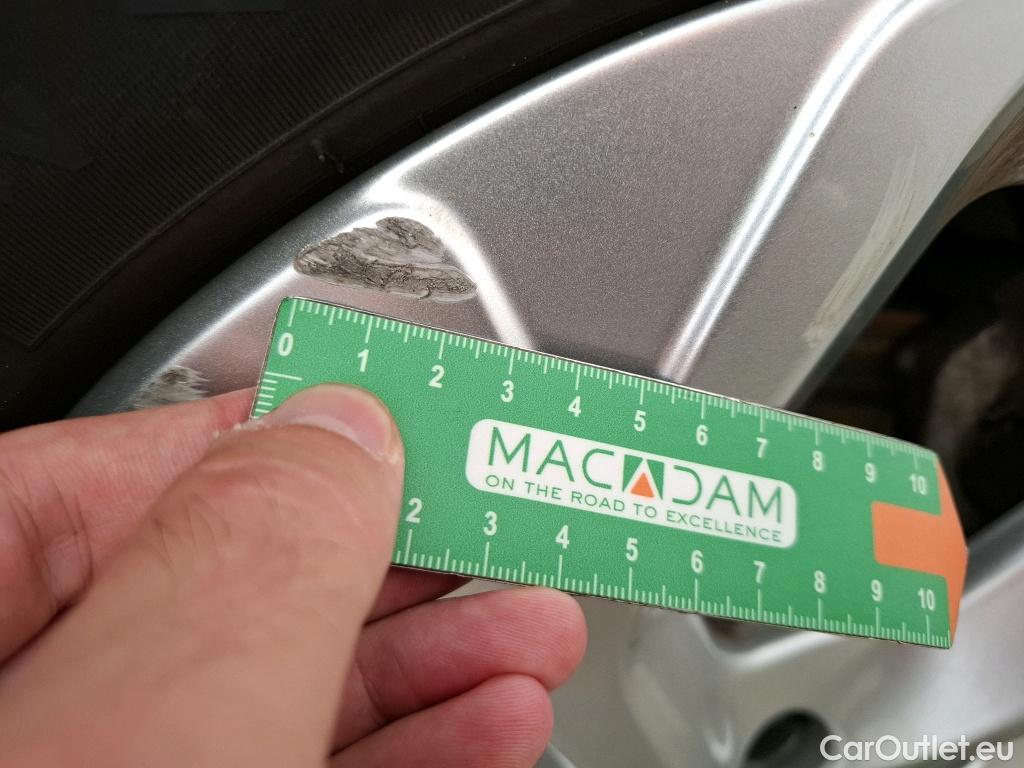 0 1 2 3 4 5 6 7 8 9 10
MACADAM
ON THE ROAD TO EXCELLENCE
2 3 4 5 6 7 8 9 10
CarOutlet.eu